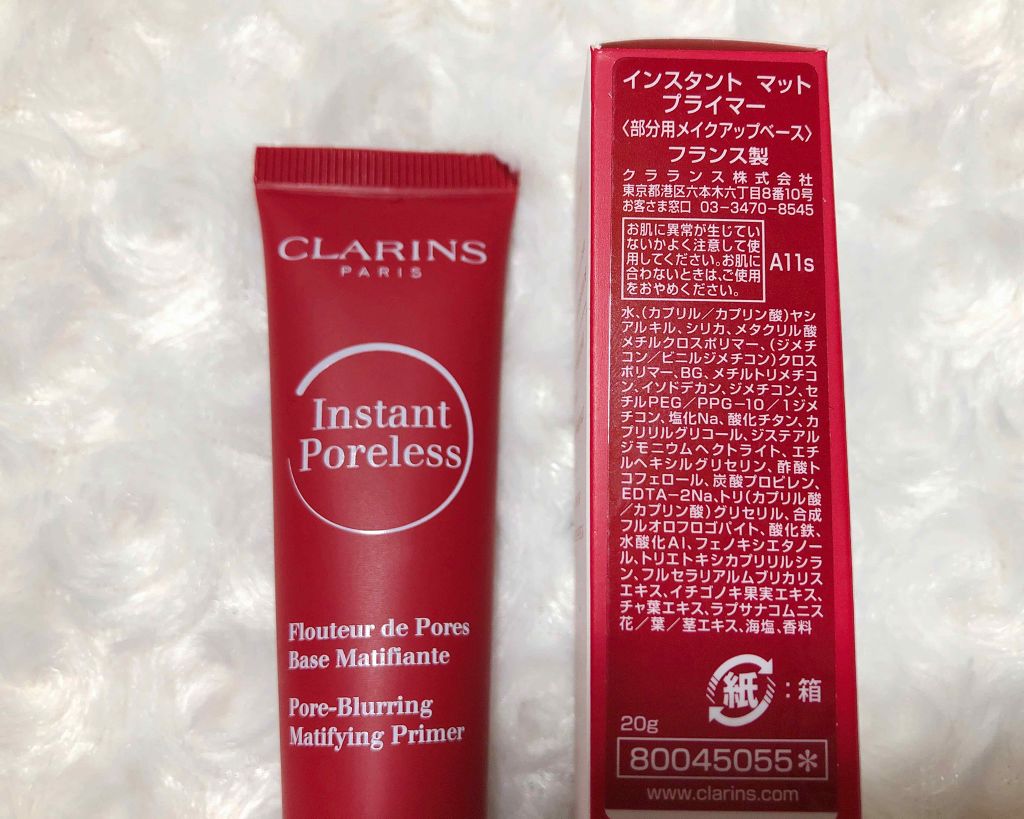 CLARINS
PARIS
Instant
Poreless
Flouteur de Pores
Base Matifiante
Pore-Blurring
Matifying Primer
インスタント マット
プライマー
〈部分用メイクアップベース〉
フランス製
クラランス株式会社
東京都港区六本木六丁目8番10号
お客さま窓口 03-3470-8545
お肌に異常が生じてい
ないかよく注意して使
用してください。お肌に
合わないときは、ご使用
をおやめください。
A11s
水、(カプリル/カプリン酸)ヤシ
アルキル、シリカ、メタクリル酸
メチルクロスポリマー、(ジメチ
コン/ビニルジメチコン)クロス
ポリマー、BG、メチルトリメチコ
ン、イソドデカン、ジメチコン、セ
チルPEG/PPG-10/1ジメ
チコン、塩化Na、酸化チタン、カ
プリリルグリコール、ジステアル
ジモニウムヘクトライト、エチ
ルヘキシルグリセリン、酢酸ト
コフェロール、炭酸プロピレン、
EDTA-2Na、トリ(カプリル酸
/カプリン酸)グリセリル、合成
フルオロフロゴパイト、酸化鉄、
水酸化Al、フェノキシエタノー
ル、トリエトキシカプリリルシラ
ン、フルセラリアルムブリカリス
エキス、イチゴノキ果実エキス、
チャ葉エキス、ラプサナコムニス
花/葉/茎エキス、海塩、香料
紙:箱
20g
80045055*
www.clarins.com